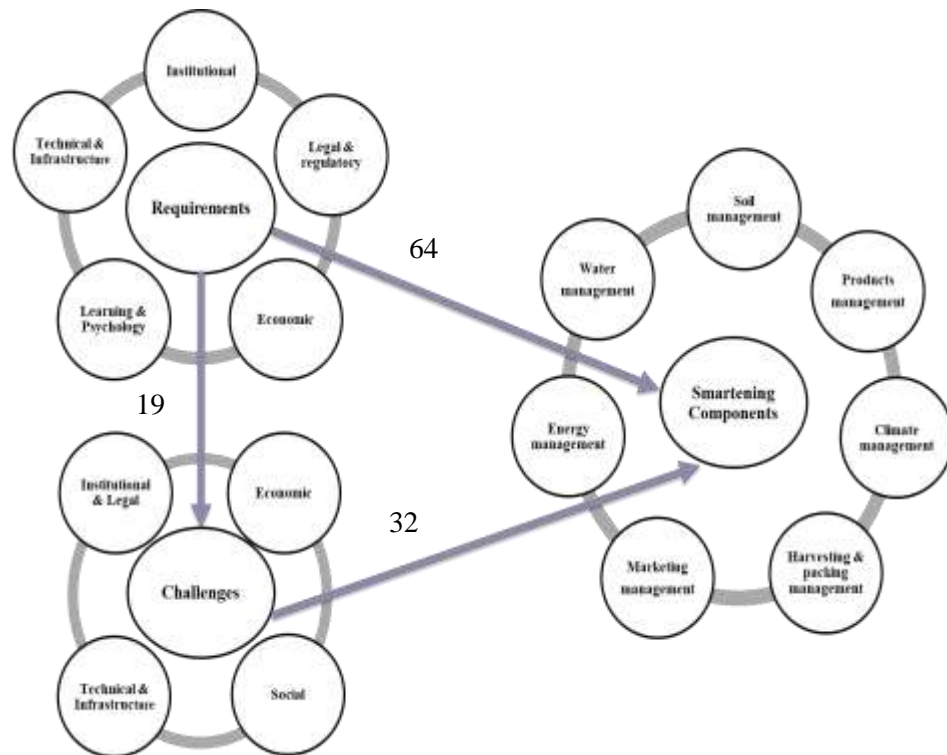 Institutional
Technical &
Infrastructure
Legal &
regulatory
Requirements
Learning &
Psychology
Economic
64
19
32
Institutional
& Legal
Economic
Challenges
Technical &
Infrastructure
Social
Soil
management
Water
management
Products
management
Smartening
Components
Energy
management
Climate
management
Marketing
management
Harvesting &
packing
management